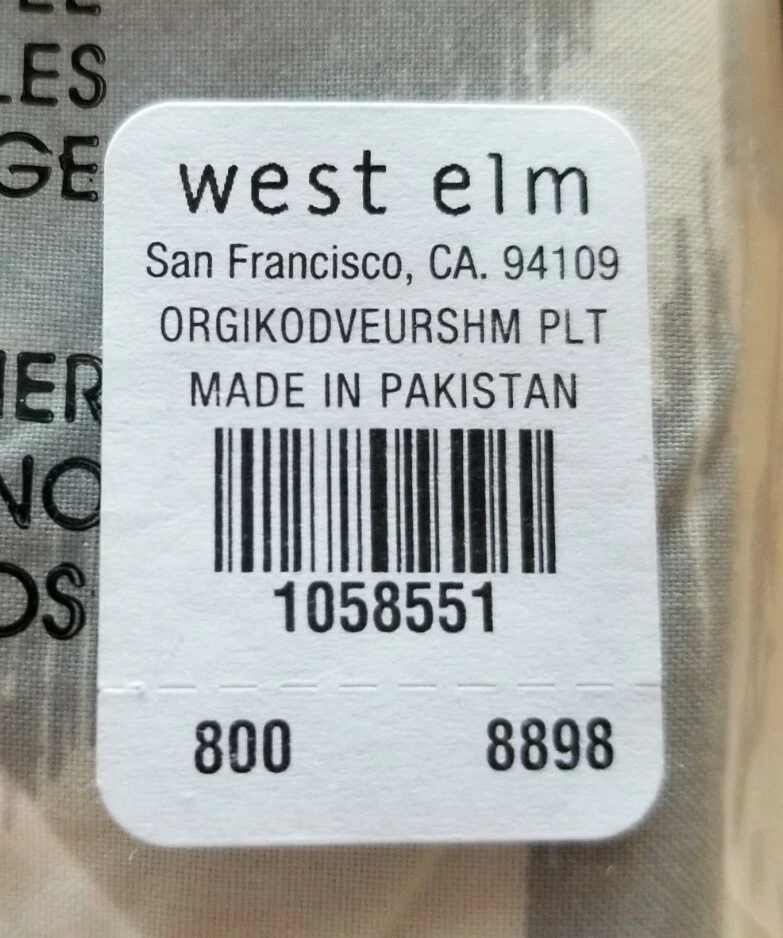 west elm
San Francisco, CA. 94109
ORGIKODVEURSHM PLT
MADE IN PAKISTAN
1058551
800 8898